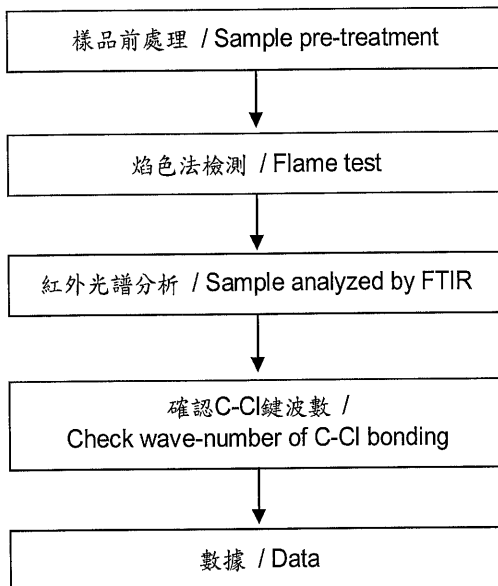 樣品前處理 / Sample pre-treatment
焰色法檢測 / Flame test
紅外光譜分析 / Sample analyzed by FTIR
確認C-Cl鍵波數 /
Check wave-number of C-Cl bonding
數據 / Data